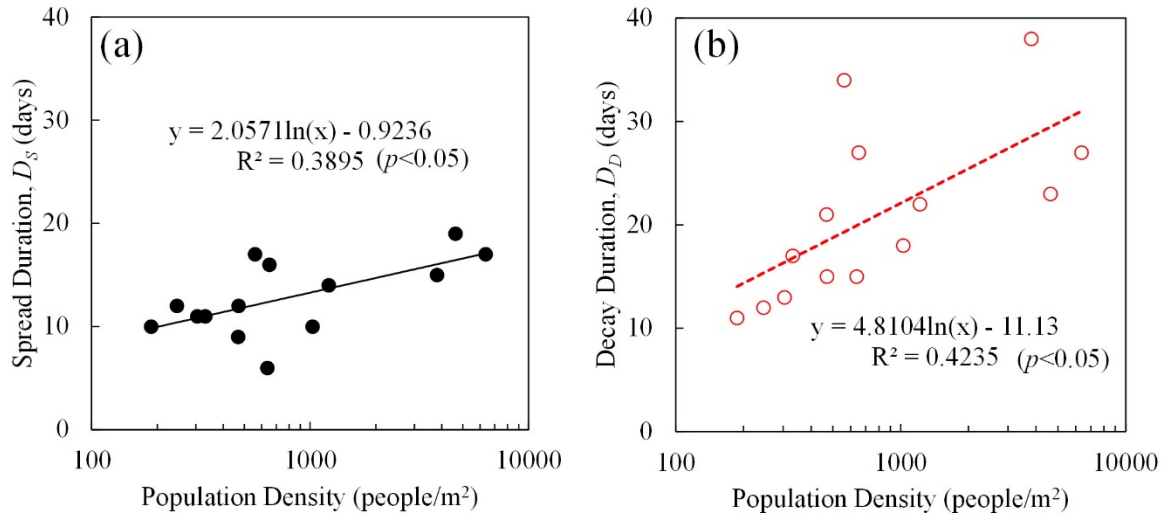 (a)
40
30
20
10
0
Spread Duration, D_S (days)
y = 2.0571ln(x) - 0.9236
R² = 0.3895 (p<0.05)
100
1000
10000
Population Density (people/m²)
(b)
40
30
20
10
0
Decay Duration, D_D (days)
y = 4.8104ln(x) - 11.13
R² = 0.4235 (p<0.05)
100
1000
10000
Population Density (people/m²)